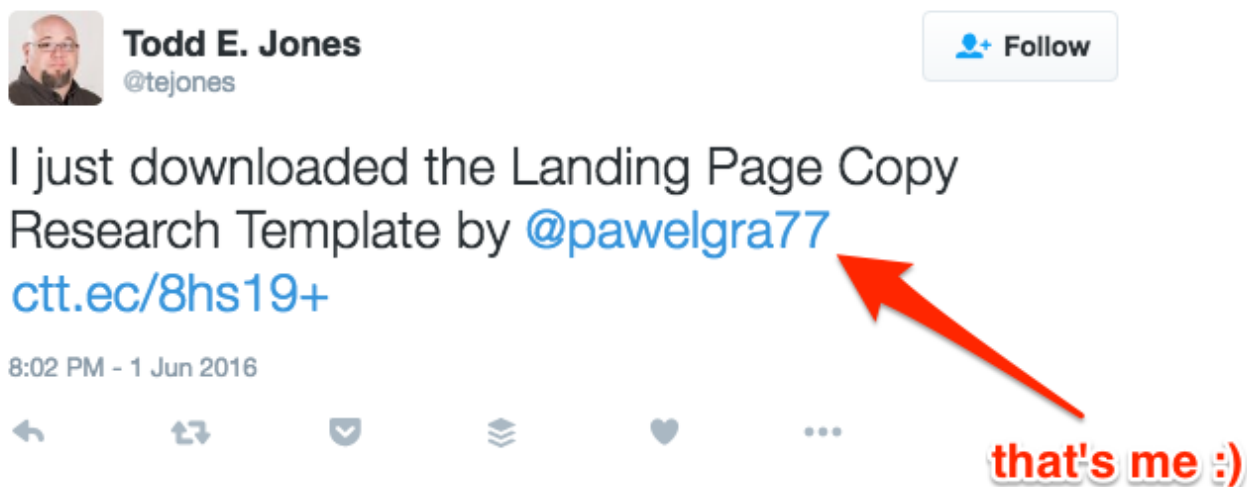 Todd E. Jones
@tejones
Follow
I just downloaded the Landing Page Copy
Research Template by @pawelgra77
ctt.ec/8hs19+
8:02 PM - 1 Jun 2016
that's me :)